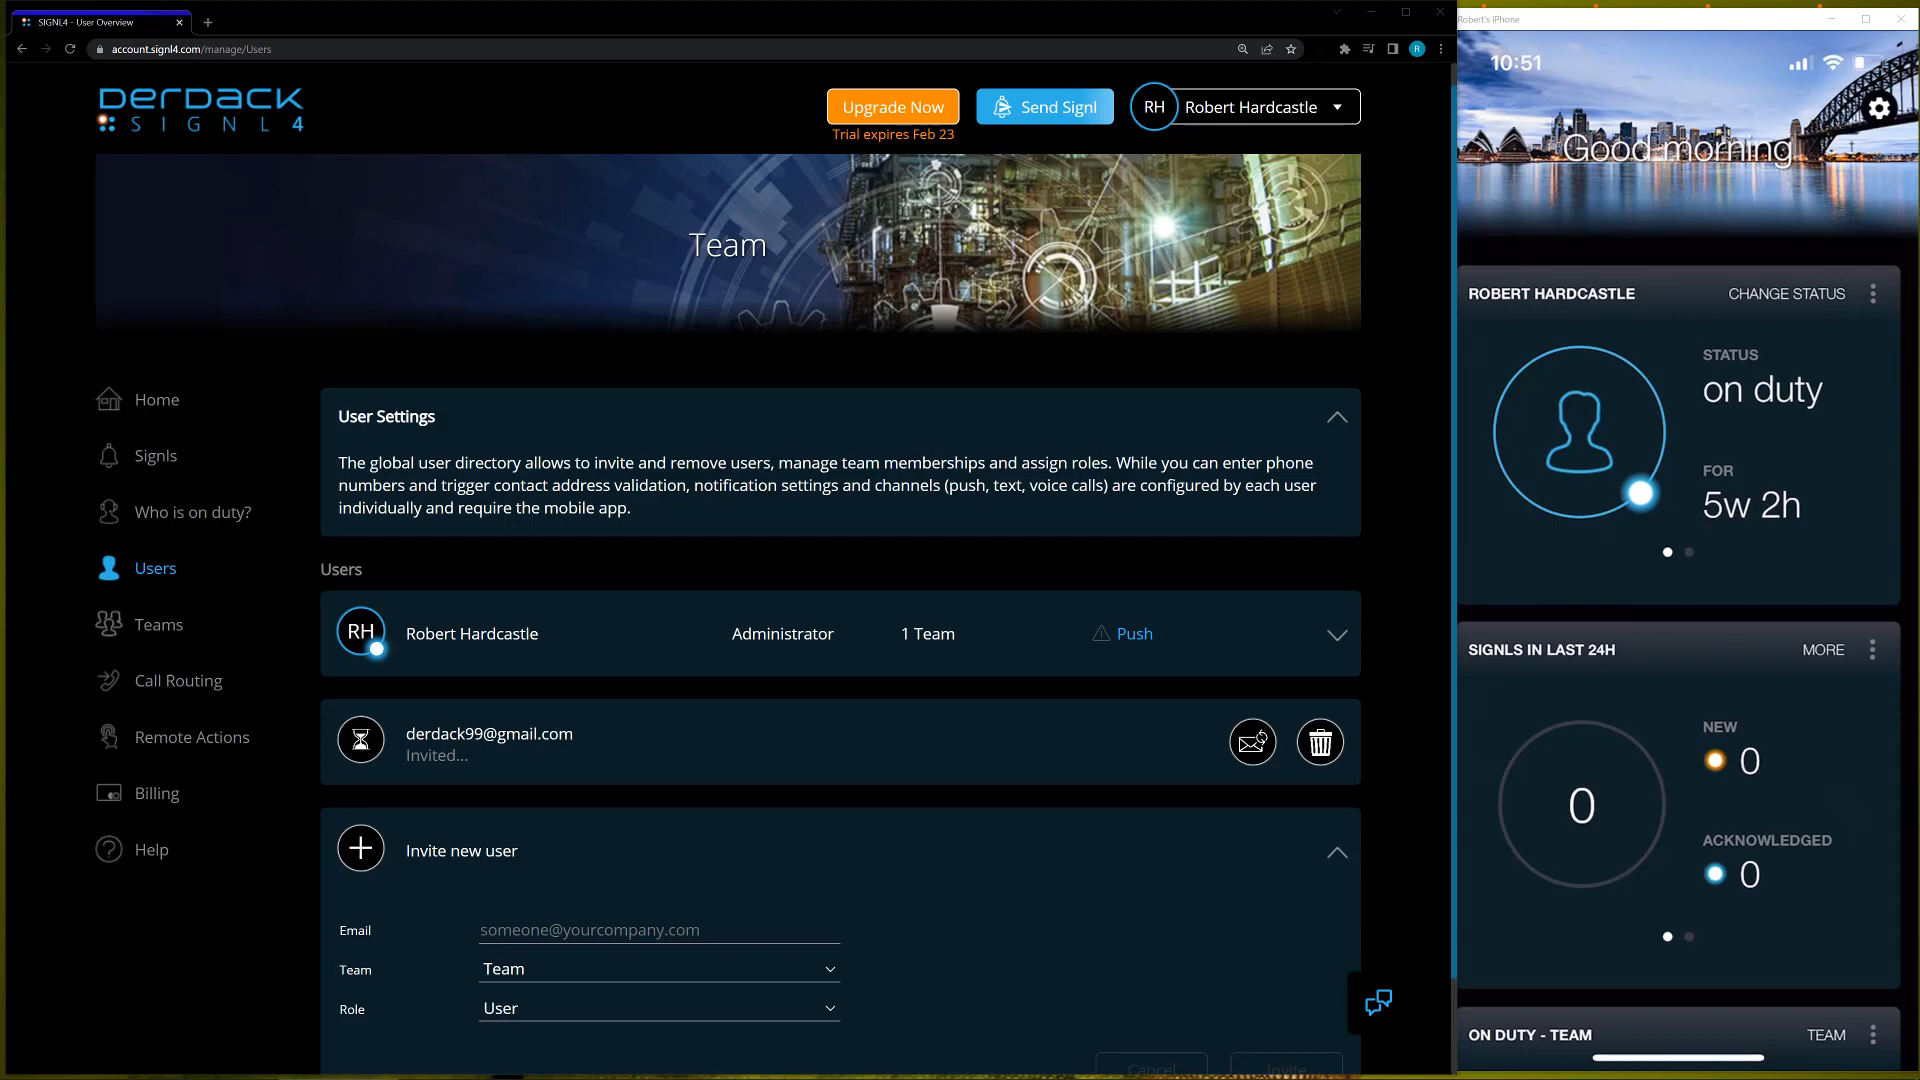 SIGNL4 - User Overview
account.signl4.com/manage/Users
R
Robert's iPhone
derdack
SIGNL4
Upgrade Now
Trial expires Feb 23
Send Signl
RH
Robert Hardcastle
Team
Home
Signls
Who is on duty?
Users
Teams
Call Routing
Remote Actions
Billing
Help
User Settings
The global user directory allows to invite and remove users, manage team memberships and assign roles. While you can enter phone
numbers and trigger contact address validation, notification settings and channels (push, text, voice calls) are configured by each user
individually and require the mobile app.
Users
RH
Robert Hardcastle
Administrator
1 Team
Push
derdack99@gmail.com
Invited...
Invite new user
Email
someone@yourcompany.com
Team
Team
Role
User
Cancel
Invite
10:51
Good morning
ROBERT HARDCASTLE
CHANGE STATUS
STATUS
on duty
FOR
5w 2h
SIGNLS IN LAST 24H
MORE
0
NEW
0
ACKNOWLEDGED
0
ON DUTY - TEAM
TEAM